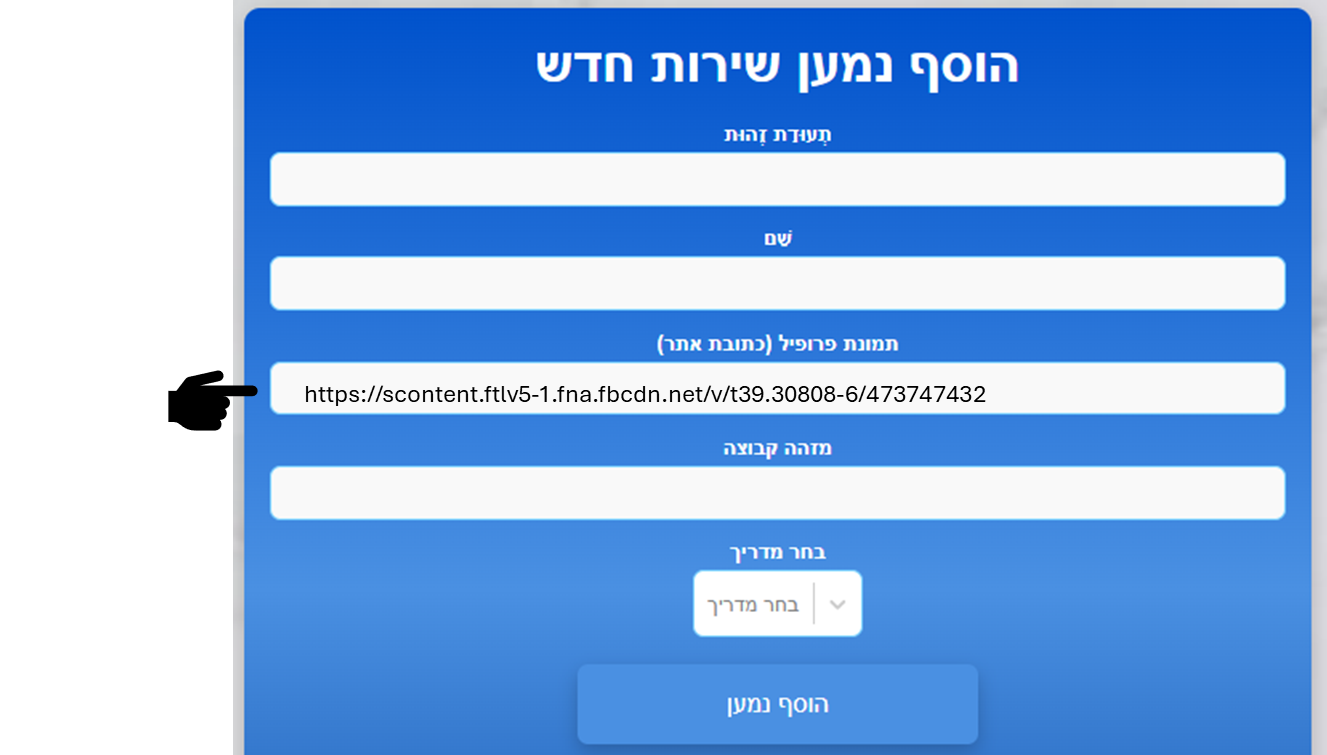 הוסף נמען שירות חדש
תְעוּדַת זֶהוּת
שֵׁם
תמונת פרופיל (כתובת אתר)
https://scontent.ftlv5-1.fna.fbcdn.net/v/t39.30808-6/473747432
מזהה קבוצה
בחר מדריך
בחר מדריך
הוסף נמען